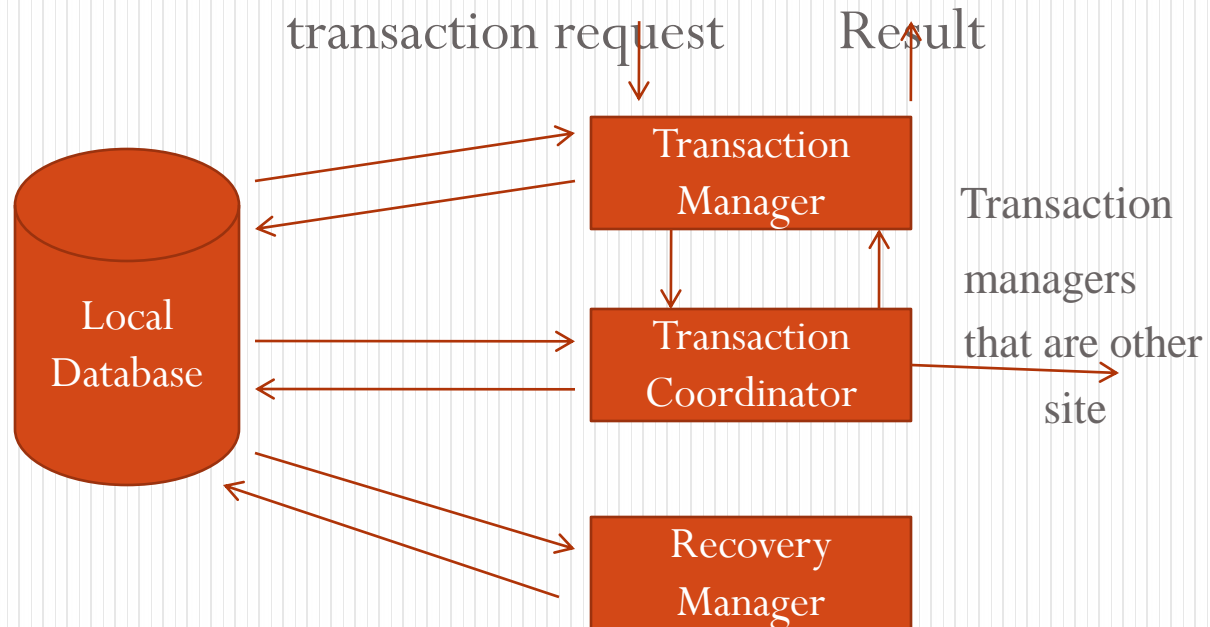 transaction request
Result
Transaction
Manager
Transaction
managers
that are other
site
Local
Database
Transaction
Coordinator
Recovery
Manager